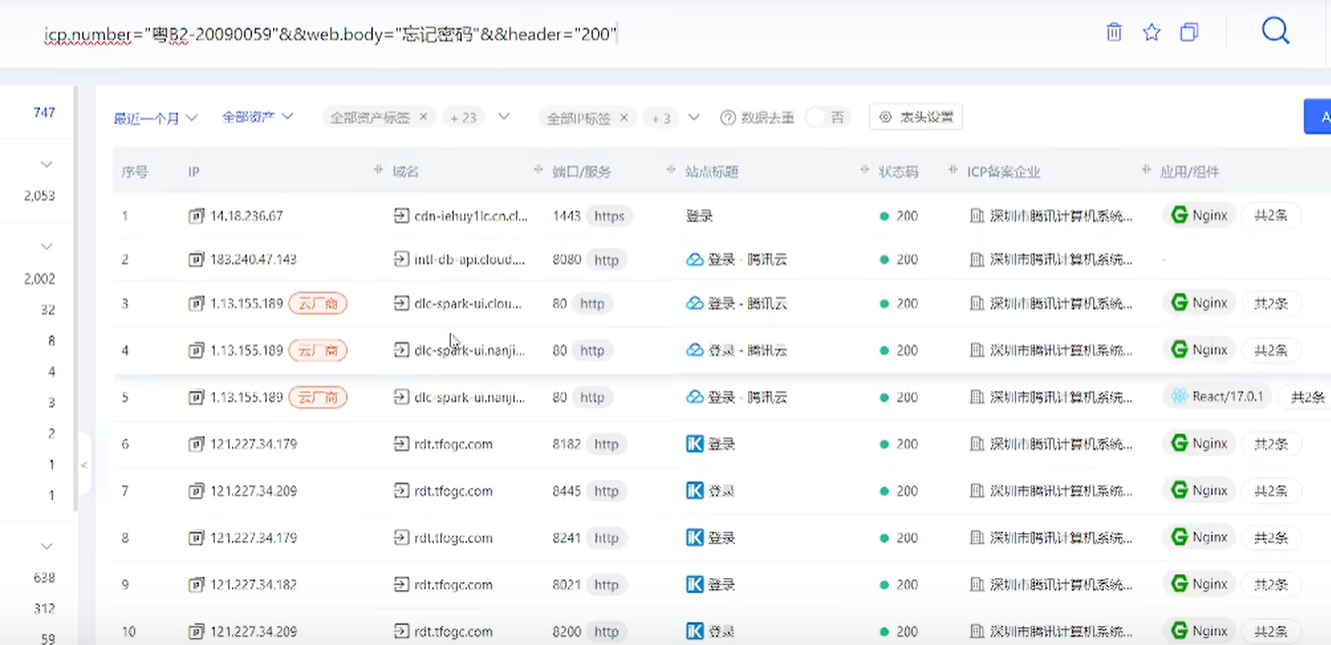 icp.number="粤B2-20090059"&&web.body="忘记密码"&&header="200"
747
最近一个月 全部资产 全部资产标签 × + 23 全部IP标签 × + 3 数据去重 否 表头设置 A
序号 IP 域名 端口/服务 站点标题 状态码 ICP备案企业 应用/组件
2,053
1 14.18.236.67 cdn-iehuy1lc.cn.cl... 1443 https 登录 200 深圳市腾讯计算机系统... Nginx 共2条
2 183.240.47.143 intl-db-api.cloud.... 8080 http 登录 - 腾讯云 200 深圳市腾讯计算机系统... -
2,002
3 1.13.155.189 云厂商 dlc-spark-ui.clou... 80 http 登录 - 腾讯云 200 深圳市腾讯计算机系统... Nginx 共2条
32
8
4 1.13.155.189 云厂商 dlc-spark-ui.nanji... 80 http 登录 - 腾讯云 200 深圳市腾讯计算机系统... Nginx 共2条
4
3
5 1.13.155.189 云厂商 dlc-spark-ui.nanji... 80 http 登录 - 腾讯云 200 深圳市腾讯计算机系统... React/17.0.1 共2条
2
6 121.227.34.179 rdt.tfogc.com 8182 http iK 登录 200 深圳市腾讯计算机系统... Nginx 共2条
1
<
1
7 121.227.34.209 rdt.tfogc.com 8445 http iK 登录 200 深圳市腾讯计算机系统... Nginx 共2条
8 121.227.34.179 rdt.tfogc.com 8241 http iK 登录 200 深圳市腾讯计算机系统... Nginx 共2条
638
9 121.227.34.182 rdt.tfogc.com 8021 http iK 登录 200 深圳市腾讯计算机系统... Nginx 共2条
312
10 121.227.34.209 rdt.tfogc.com 8200 http iK 登录 200 深圳市腾讯计算机系统... Nginx 共2条
59